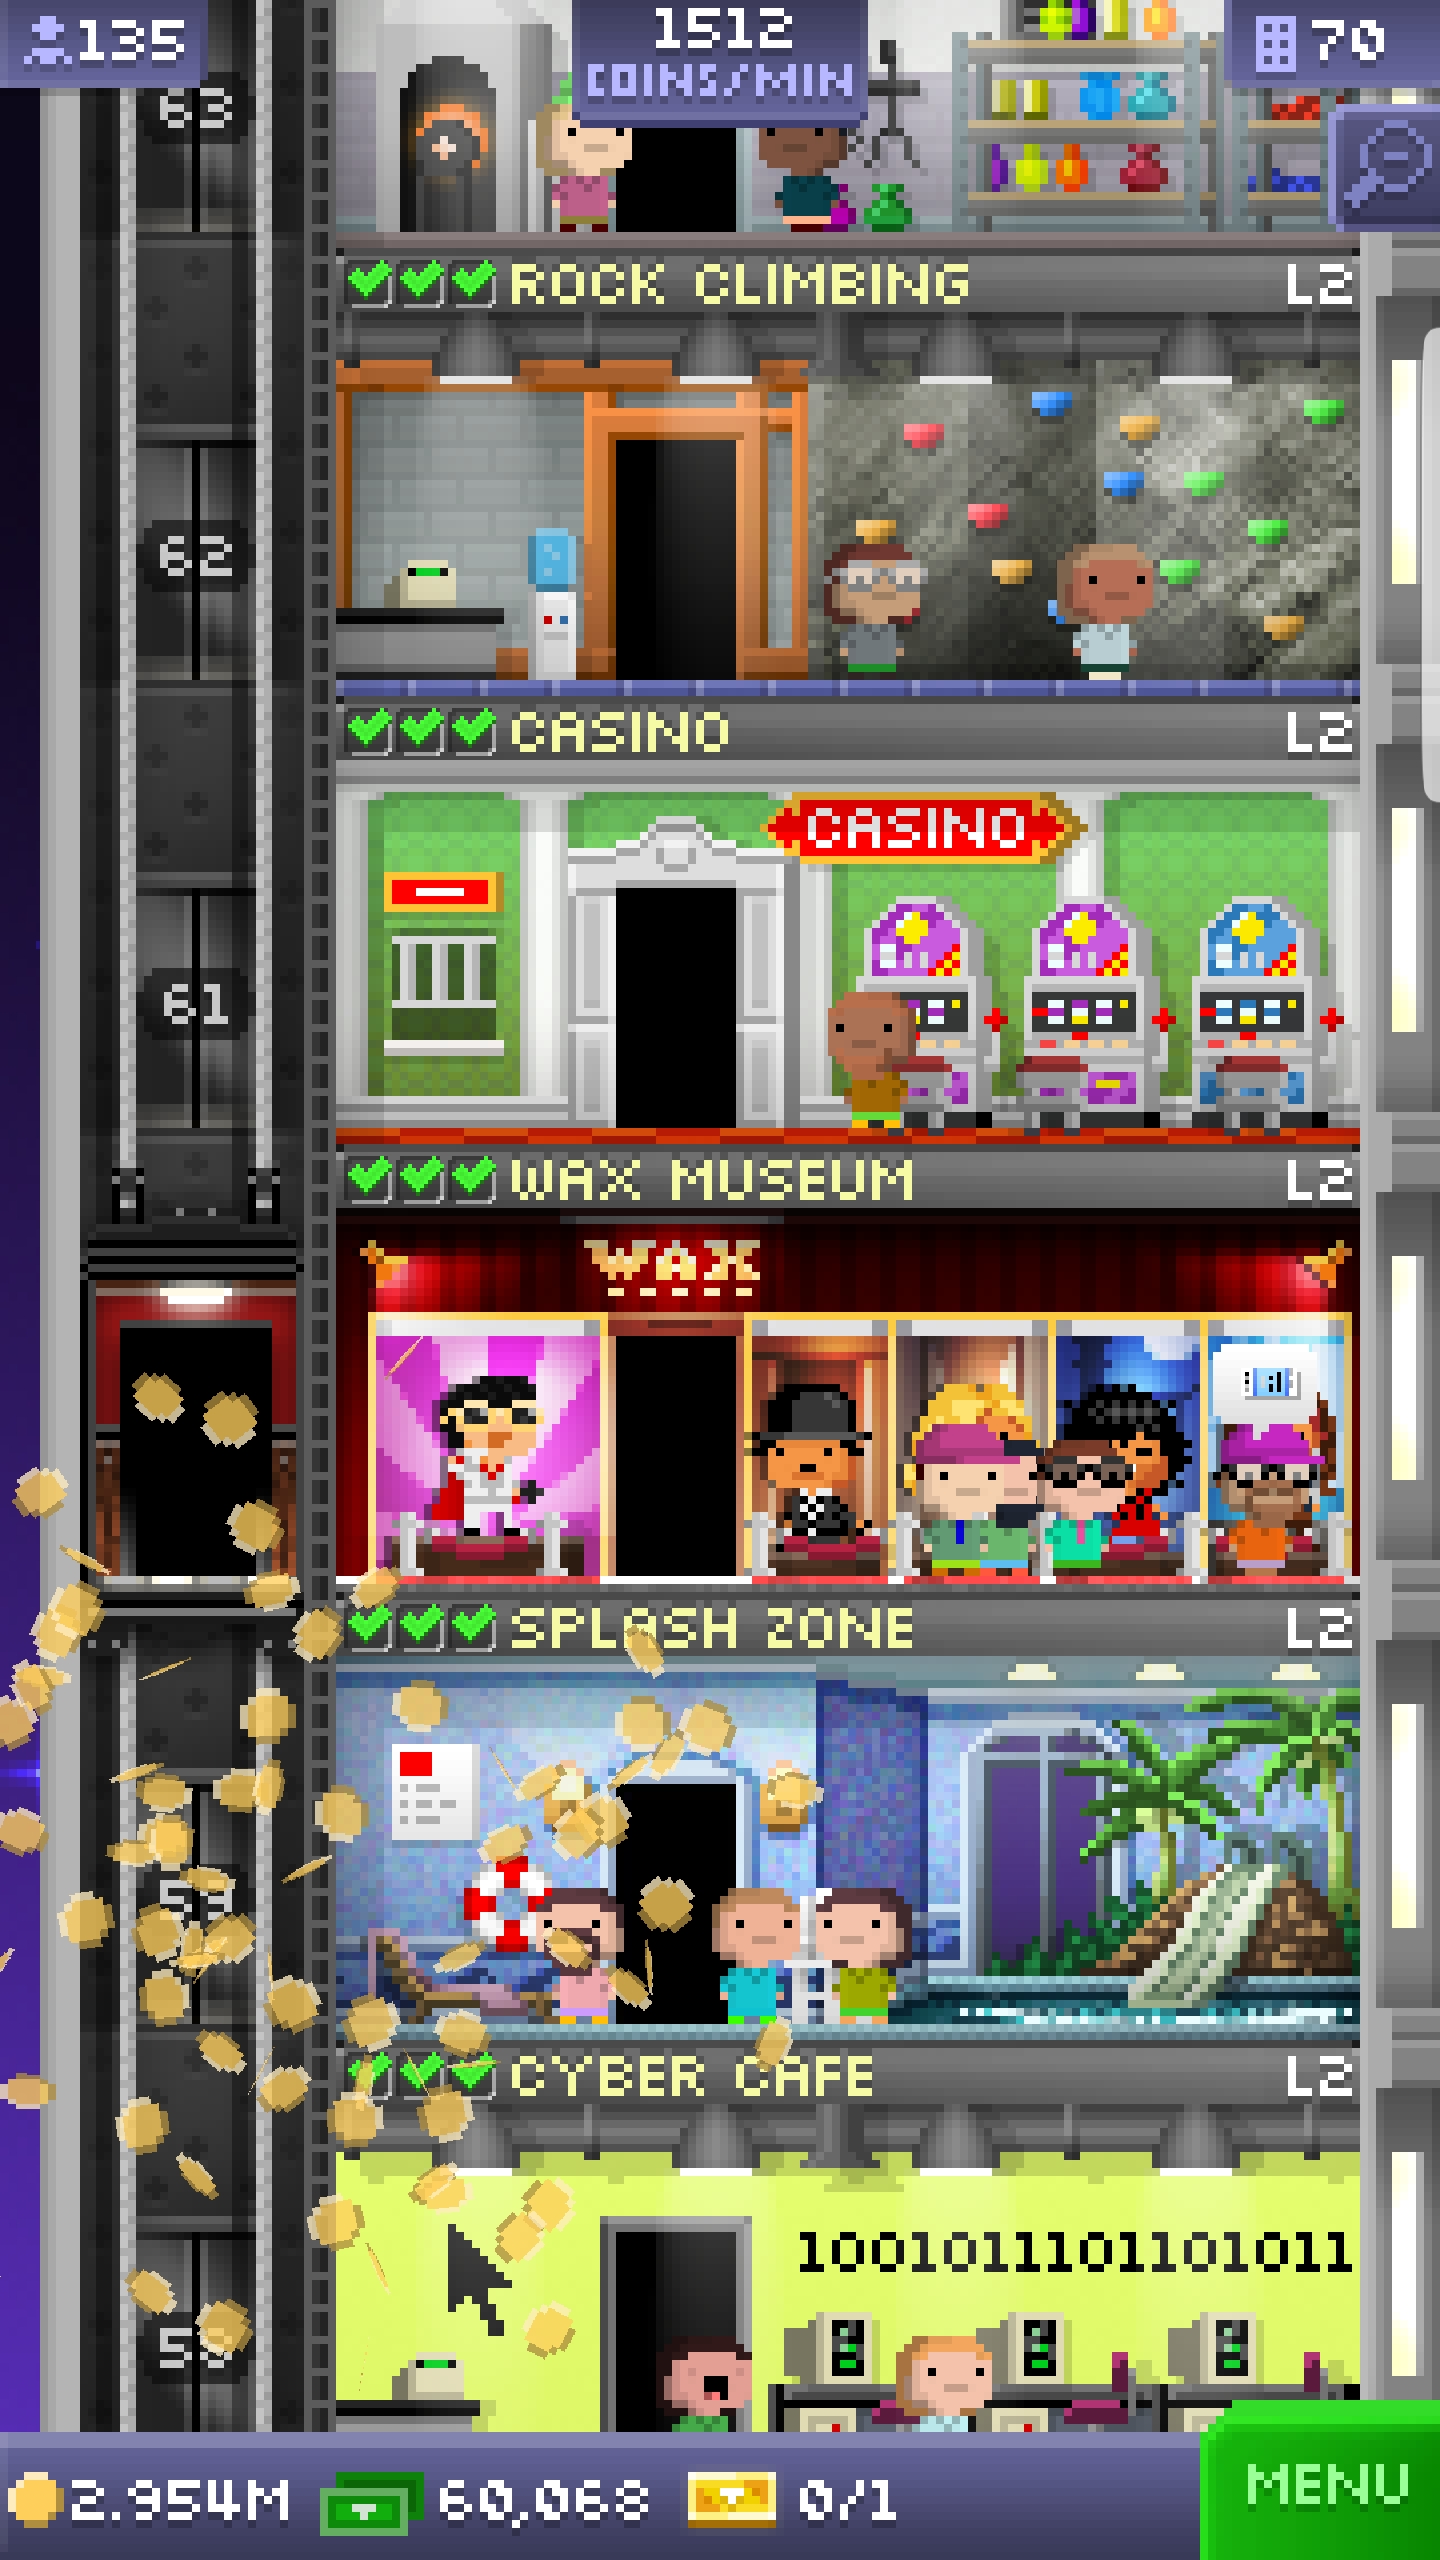 135
1512
COINS/MIN
70
63
ROCK CLIMBING L2
62
CASINO L2
CASINO
61
WAX MUSEUM L2
WAX
SPLASH ZONE L2
CYBER CAFE L2
1001011101101011
2.954M 60,068 0/1
MENU